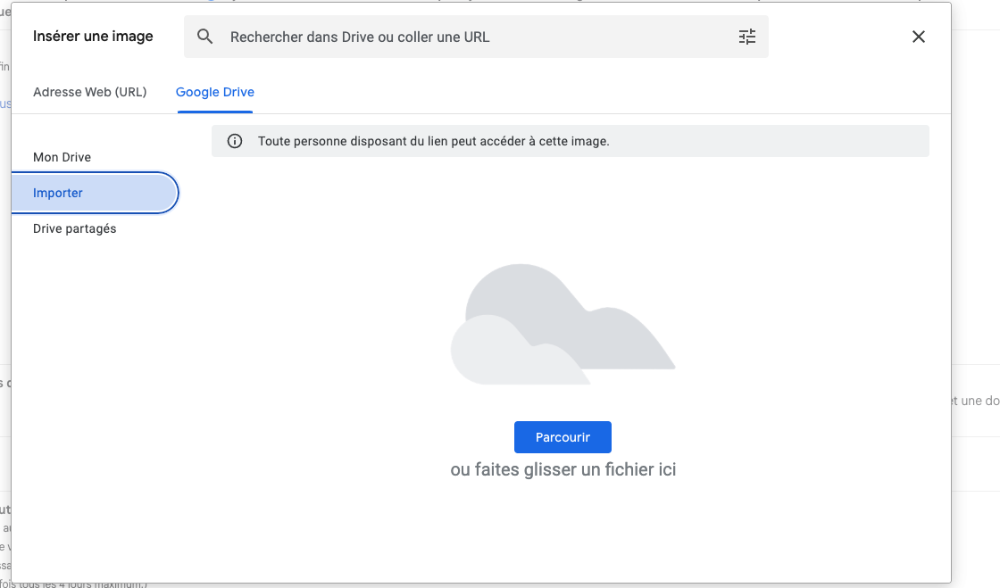 Insérer une image
Rechercher dans Drive ou coller une URL
Adresse Web (URL)
Google Drive
Toute personne disposant du lien peut accéder à cette image.
Mon Drive
Importer
Drive partagés
et une do
Parcourir
ou faites glisser un fichier ici
fois tous les 4 jours maximum.)